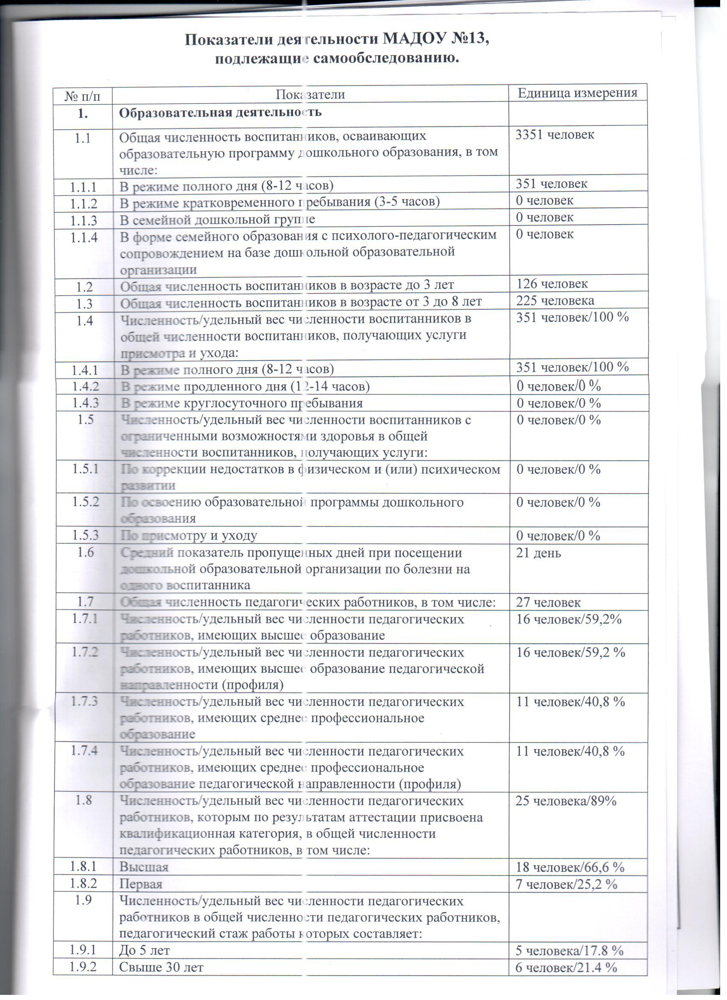 Показатели деятельности МАДОУ №13,
подлежащие самообследованию.
№ п/п Показатели Единица измерения
1. Образовательная деятельность
1.1 Общая численность воспитанников, осваивающих 3351 человек
образовательную программу дошкольного образования, в том
числе:
1.1.1 В режиме полного дня (8-12 часов) 351 человек
1.1.2 В режиме кратковременного пребывания (3-5 часов) 0 человек
1.1.3 В семейной дошкольной группе 0 человек
1.1.4 В форме семейного образования с психолого-педагогическим 0 человек
сопровождением на базе дошкольной образовательной
организации
1.2 Общая численность воспитанников в возрасте до 3 лет 126 человек
1.3 Общая численность воспитанников в возрасте от 3 до 8 лет 225 человека
1.4 Численность/удельный вес численности воспитанников в 351 человек/100 %
общей численности воспитанников, получающих услуги
присмотра и ухода:
1.4.1 В режиме полного дня (8-12 часов) 351 человек/100 %
1.4.2 В режиме продленного дня (12-14 часов) 0 человек/0 %
1.4.3 В режиме круглосуточного пребывания 0 человек/0 %
1.5 Численность/удельный вес численности воспитанников с 0 человек/0 %
ограниченными возможностями здоровья в общей
численности воспитанников, получающих услуги:
1.5.1 По коррекции недостатков в физическом и (или) психическом 0 человек/0 %
развитии
1.5.2 По освоению образовательной программы дошкольного 0 человек/0 %
образования
1.5.3 По присмотру и уходу 0 человек/0 %
1.6 Средний показатель пропущенных дней при посещении 21 день
дошкольной образовательной организации по болезни на
одного воспитанника
1.7 Общая численность педагогических работников, в том числе: 27 человек
1.7.1 Численность/удельный вес численности педагогических 16 человек/59,2%
работников, имеющих высшее образование
1.7.2 Численность/удельный вес численности педагогических 16 человек/59,2 %
работников, имеющих высшее образование педагогической
направленности (профиля)
1.7.3 Численность/удельный вес численности педагогических 11 человек/40,8 %
работников, имеющих среднее профессиональное
образование
1.7.4 Численность/удельный вес численности педагогических 11 человек/40,8 %
работников, имеющих среднее профессиональное
образование педагогической направленности (профиля)
1.8 Численность/удельный вес численности педагогических 25 человека/89%
работников, которым по результатам аттестации присвоена
квалификационная категория, в общей численности
педагогических работников, в том числе:
1.8.1 Высшая 18 человек/66,6 %
1.8.2 Первая 7 человек/25,2 %
1.9 Численность/удельный вес численности педагогических
работников в общей численности педагогических работников,
педагогический стаж работы которых составляет:
1.9.1 До 5 лет 5 человека/17.8 %
1.9.2 Свыше 30 лет 6 человек/21.4 %